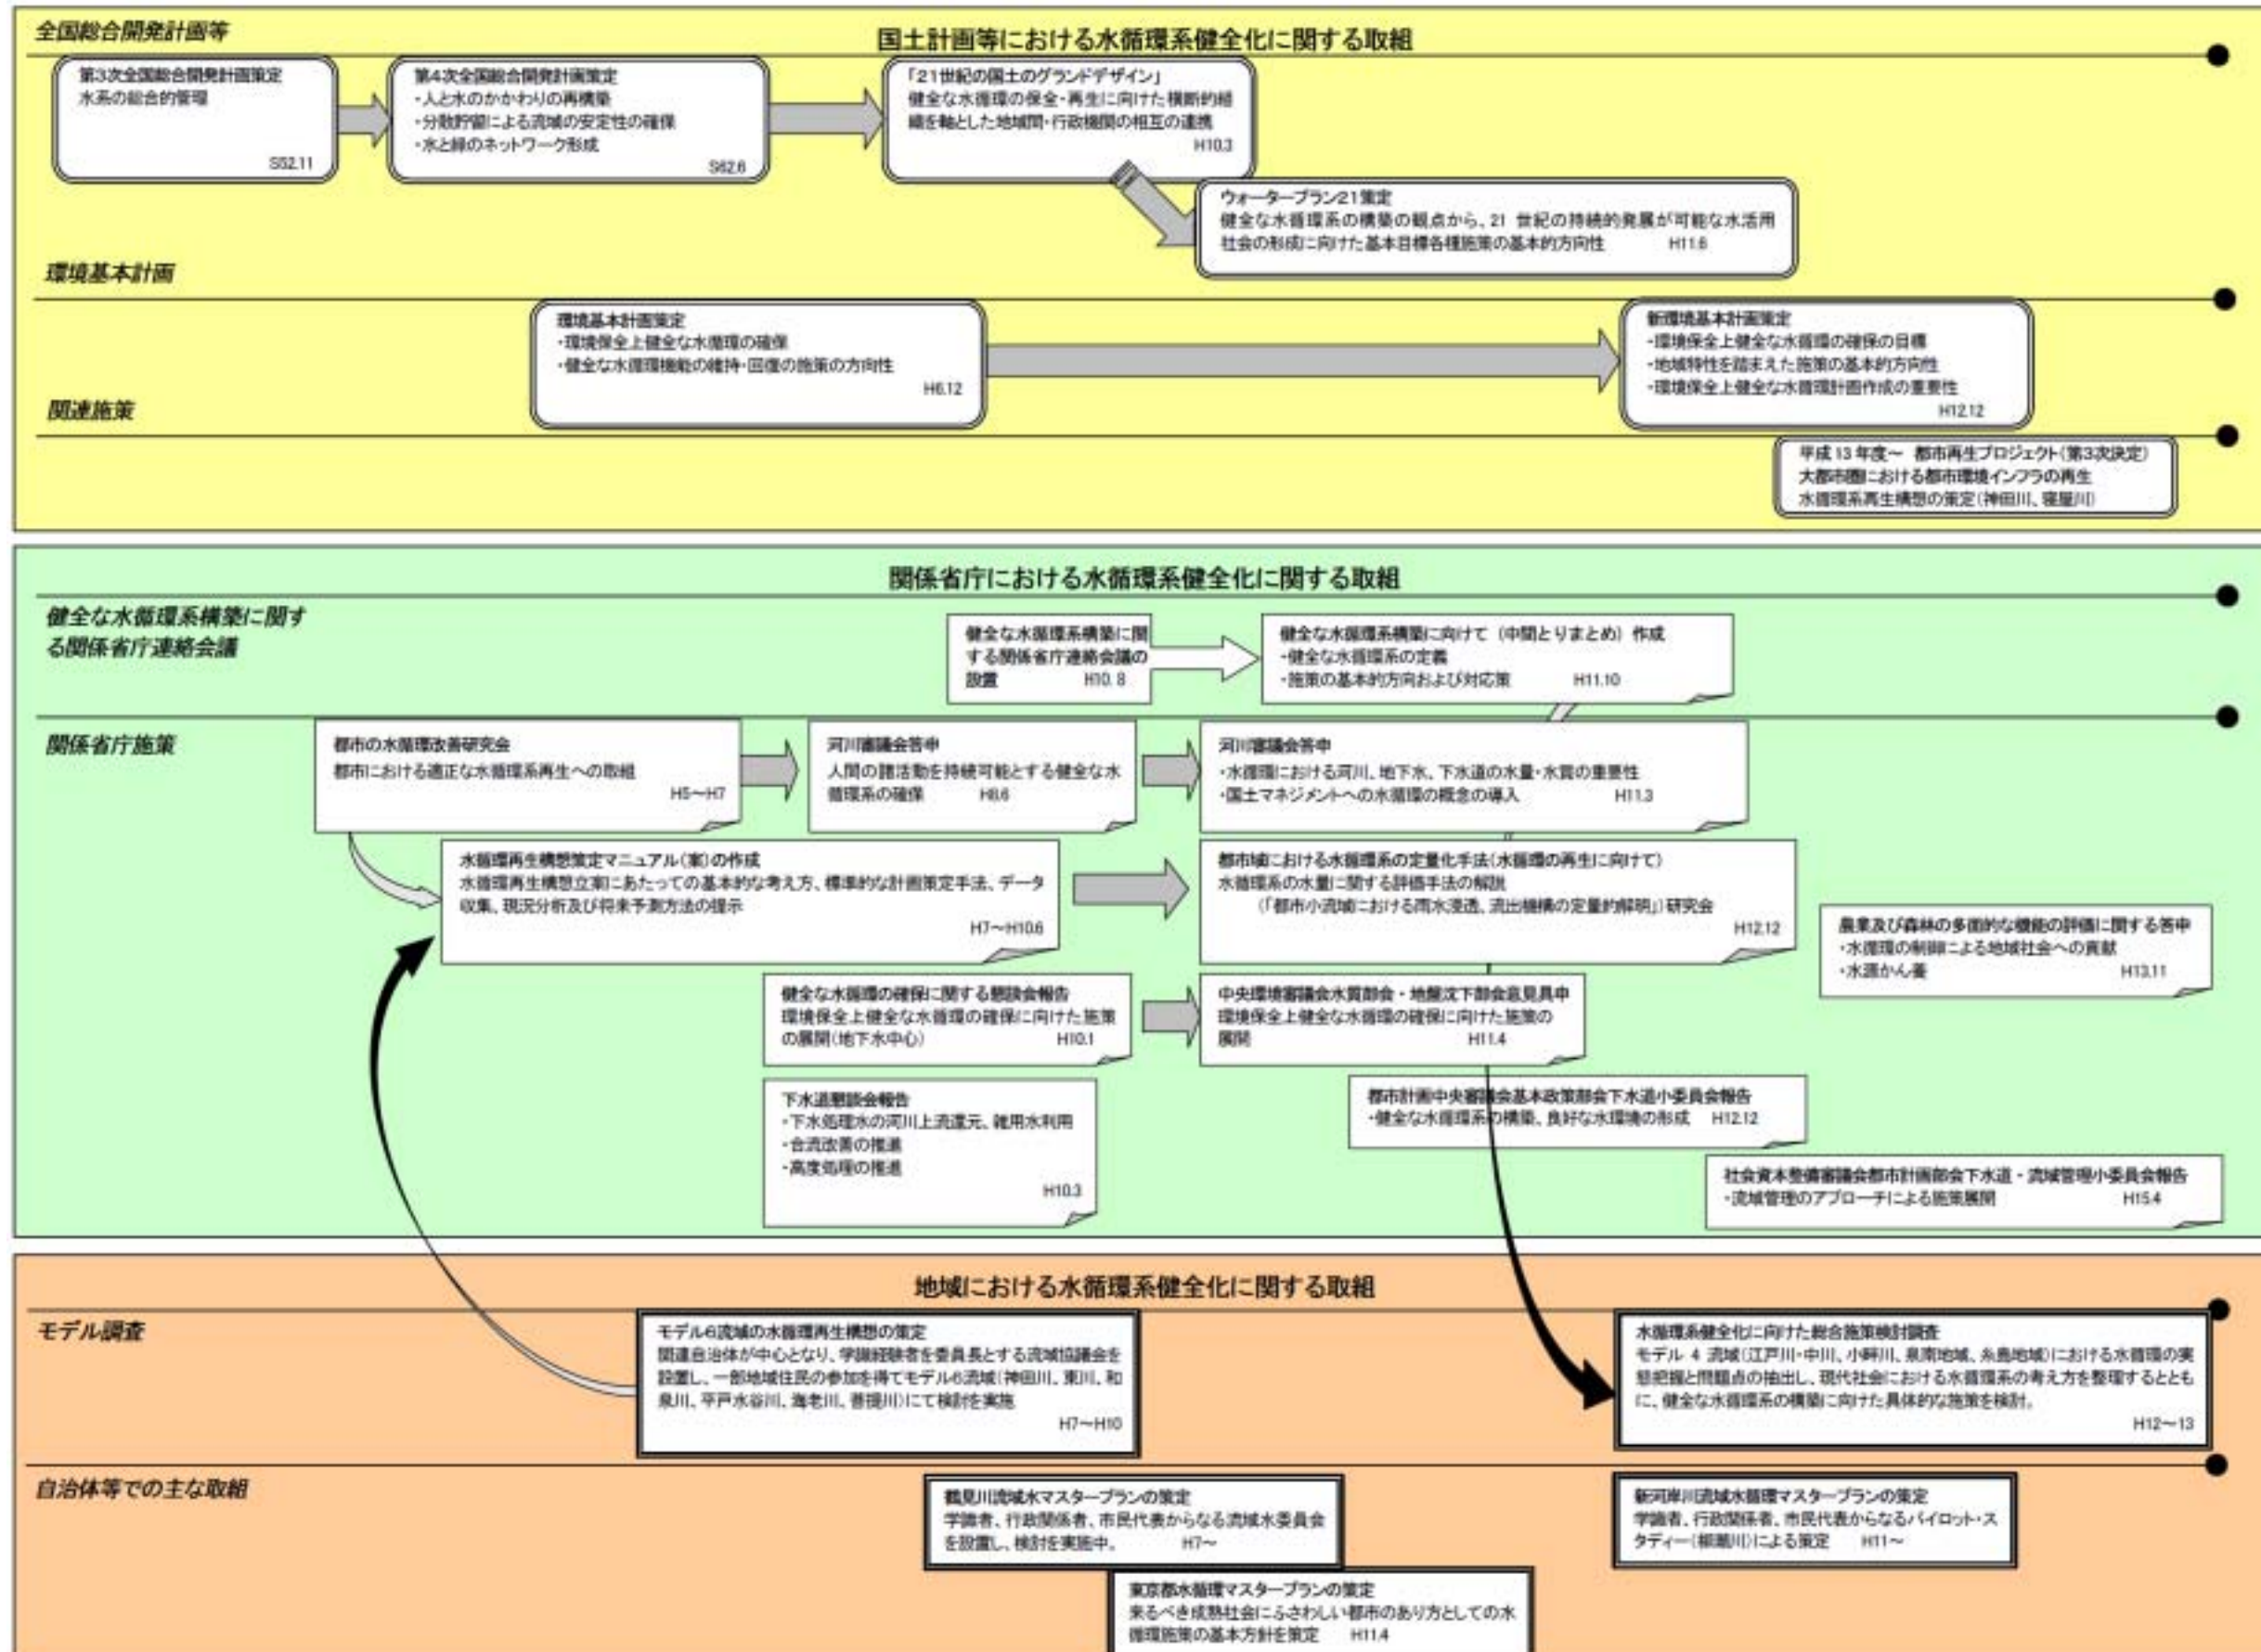 全国総合開発計画等
国土計画等における水循環系健全化に関する取組
第3次全国総合開発計画策定
水系の総合的管理
S52.11
第4次全国総合開発計画策定
・人と水のかかわりの再構築
・分散貯留による流域の安定性の確保
・水と緑のネットワーク形成
S62.6
「21世紀の国土のグランドデザイン」
健全な水循環の保全・再生に向けた横断的組
織を軸とした地域間・行政機関の相互の連携
H10.3
ウォータープラン21策定
健全な水循環系の構築の観点から、21 世紀の持続的発展が可能な水活用
社会の形成に向けた基本目標各種施策の基本的方向性 H11.6
環境基本計画
環境基本計画策定
・環境保全上健全な水循環の確保
・健全な水循環機能の維持・回復の施策の方向性
H6.12
新環境基本計画策定
・環境保全上健全な水循環の確保の目標
・地域特性を踏まえた施策の基本的方向性
・環境保全上健全な水循環計画作成の重要性
H12.12
関連施策
平成 13 年度～ 都市再生プロジェクト(第3次決定)
大都市圏における都市環境インフラの再生
水循環系再生構想の策定(神田川、寝屋川)
関係省庁における水循環系健全化に関する取組
健全な水循環系構築に関す
る関係省庁連絡会議
健全な水循環系構築に関
する関係省庁連絡会議の
設置 H10. 8
健全な水循環系構築に向けて（中間とりまとめ）作成
・健全な水循環系の定義
・施策の基本的方向および対応策 H11.10
関係省庁施策
都市の水循環改善研究会
都市における適正な水循環系再生への取組
H5～H7
河川審議会答申
人間の諸活動を持続可能とする健全な水
循環系の確保 H8.6
河川審議会答申
・水循環における河川、地下水、下水道の水量・水質の重要性
・国土マネジメントへの水循環の概念の導入 H11.3
水循環再生構想策定マニュアル(案)の作成
水循環再生構想立案にあたっての基本的な考え方、標準的な計画策定手法、データ
収集、現況分析及び将来予測方法の提示
H7～H10.6
都市域における水循環系の定量化手法(水循環の再生に向けて)
水循環系の水量に関する評価手法の解説
（「都市小流域における雨水浸透、流出機構の定量的解明」）研究会
H12.12
農業及び森林の多面的な機能の評価に関する答申
・水循環の制御による地域社会への貢献
・水源かん養 H13.11
健全な水循環の確保に関する懇談会報告
環境保全上健全な水循環の確保に向けた施策
の展開(地下水中心) H10.1
中央環境審議会水質部会・地盤沈下部会意見具申
環境保全上健全な水循環の確保に向けた施策の
展開 H11.4
下水道懇談会報告
・下水処理水の河川上流還元、雑用水利用
・合流改善の推進
・高度処理の推進
H10.3
都市計画中央審議会基本政策部会下水道小委員会報告
・健全な水循環系の構築、良好な水環境の形成 H12.12
社会資本整備審議会都市計画部会下水道・流域管理小委員会報告
・流域管理のアプローチによる施策展開 H15.4
地域における水循環系健全化に関する取組
モデル調査
モデル6流域の水循環再生構想の策定
関連自治体が中心となり、学識経験者を委員長とする流域協議会を
設置し、一部地域住民の参加を得てモデル6流域(神田川、東川、和
泉川、平戸永谷川、海老川、菩提川)にて検討を実施
H7～H10
水循環系健全化に向けた総合施策検討調査
モデル 4 流域(江戸川・中川、小畔川、泉南地域、糸島地域)における水循環の実
態把握と問題点の抽出し、現代社会における水循環系の考え方を整理するととも
に、健全な水循環系の構築に向けた具体的な施策を検討。
H12～13
自治体等での主な取組
鶴見川流域水マスタープランの策定
学識者、行政関係者、市民代表からなる流域水委員会
を設置し、検討を実施中。 H7～
新河岸川流域水循環マスタープランの策定
学識者、行政関係者、市民代表からなるパイロット・ス
タディー(柳瀬川)による策定 H11～
東京都水循環マスタープランの策定
来るべき成熟社会にふさわしい都市のあり方としての水
循環施策の基本方針を策定 H11.4